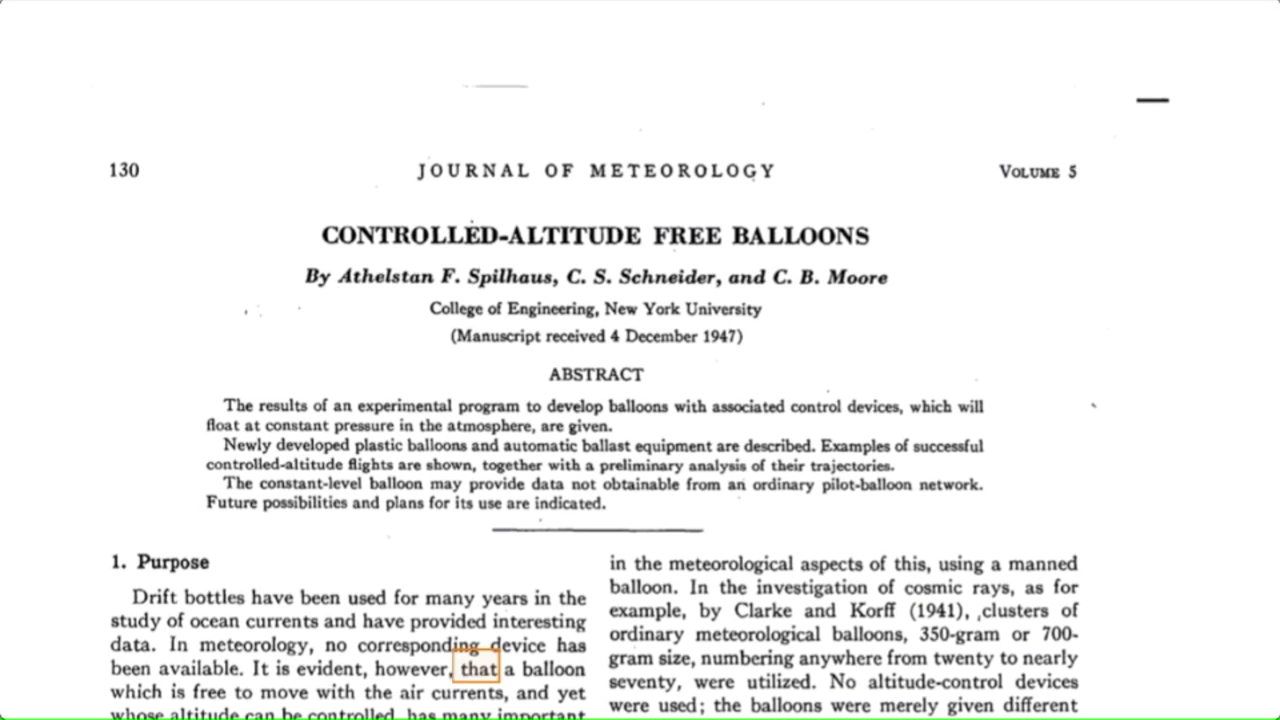 130
JOURNAL OF METEOROLOGY
VOLUME 5
CONTROLLED-ALTITUDE FREE BALLOONS
By Athelstan F. Spilhaus, C. S. Schneider, and C. B. Moore
College of Engineering, New York University
(Manuscript received 4 December 1947)
ABSTRACT
The results of an experimental program to develop balloons with associated control devices, which will
float at constant pressure in the atmosphere, are given.
Newly developed plastic balloons and automatic ballast equipment are described. Examples of successful
controlled-altitude flights are shown, together with a preliminary analysis of their trajectories.
The constant-level balloon may provide data not obtainable from an ordinary pilot-balloon network.
Future possibilities and plans for its use are indicated.
1. Purpose
Drift bottles have been used for many years in the
study of ocean currents and have provided interesting
data. In meteorology, no corresponding device has
been available. It is evident, however, that a balloon
which is free to move with the air currents, and yet
whose altitude can be controlled, has many important
in the meteorological aspects of this, using a manned
balloon. In the investigation of cosmic rays, as for
example, by Clarke and Korff (1941), clusters of
ordinary meteorological balloons, 350-gram or 700-
gram size, numbering anywhere from twenty to nearly
seventy, were utilized. No altitude-control devices
were used; the balloons were merely given different